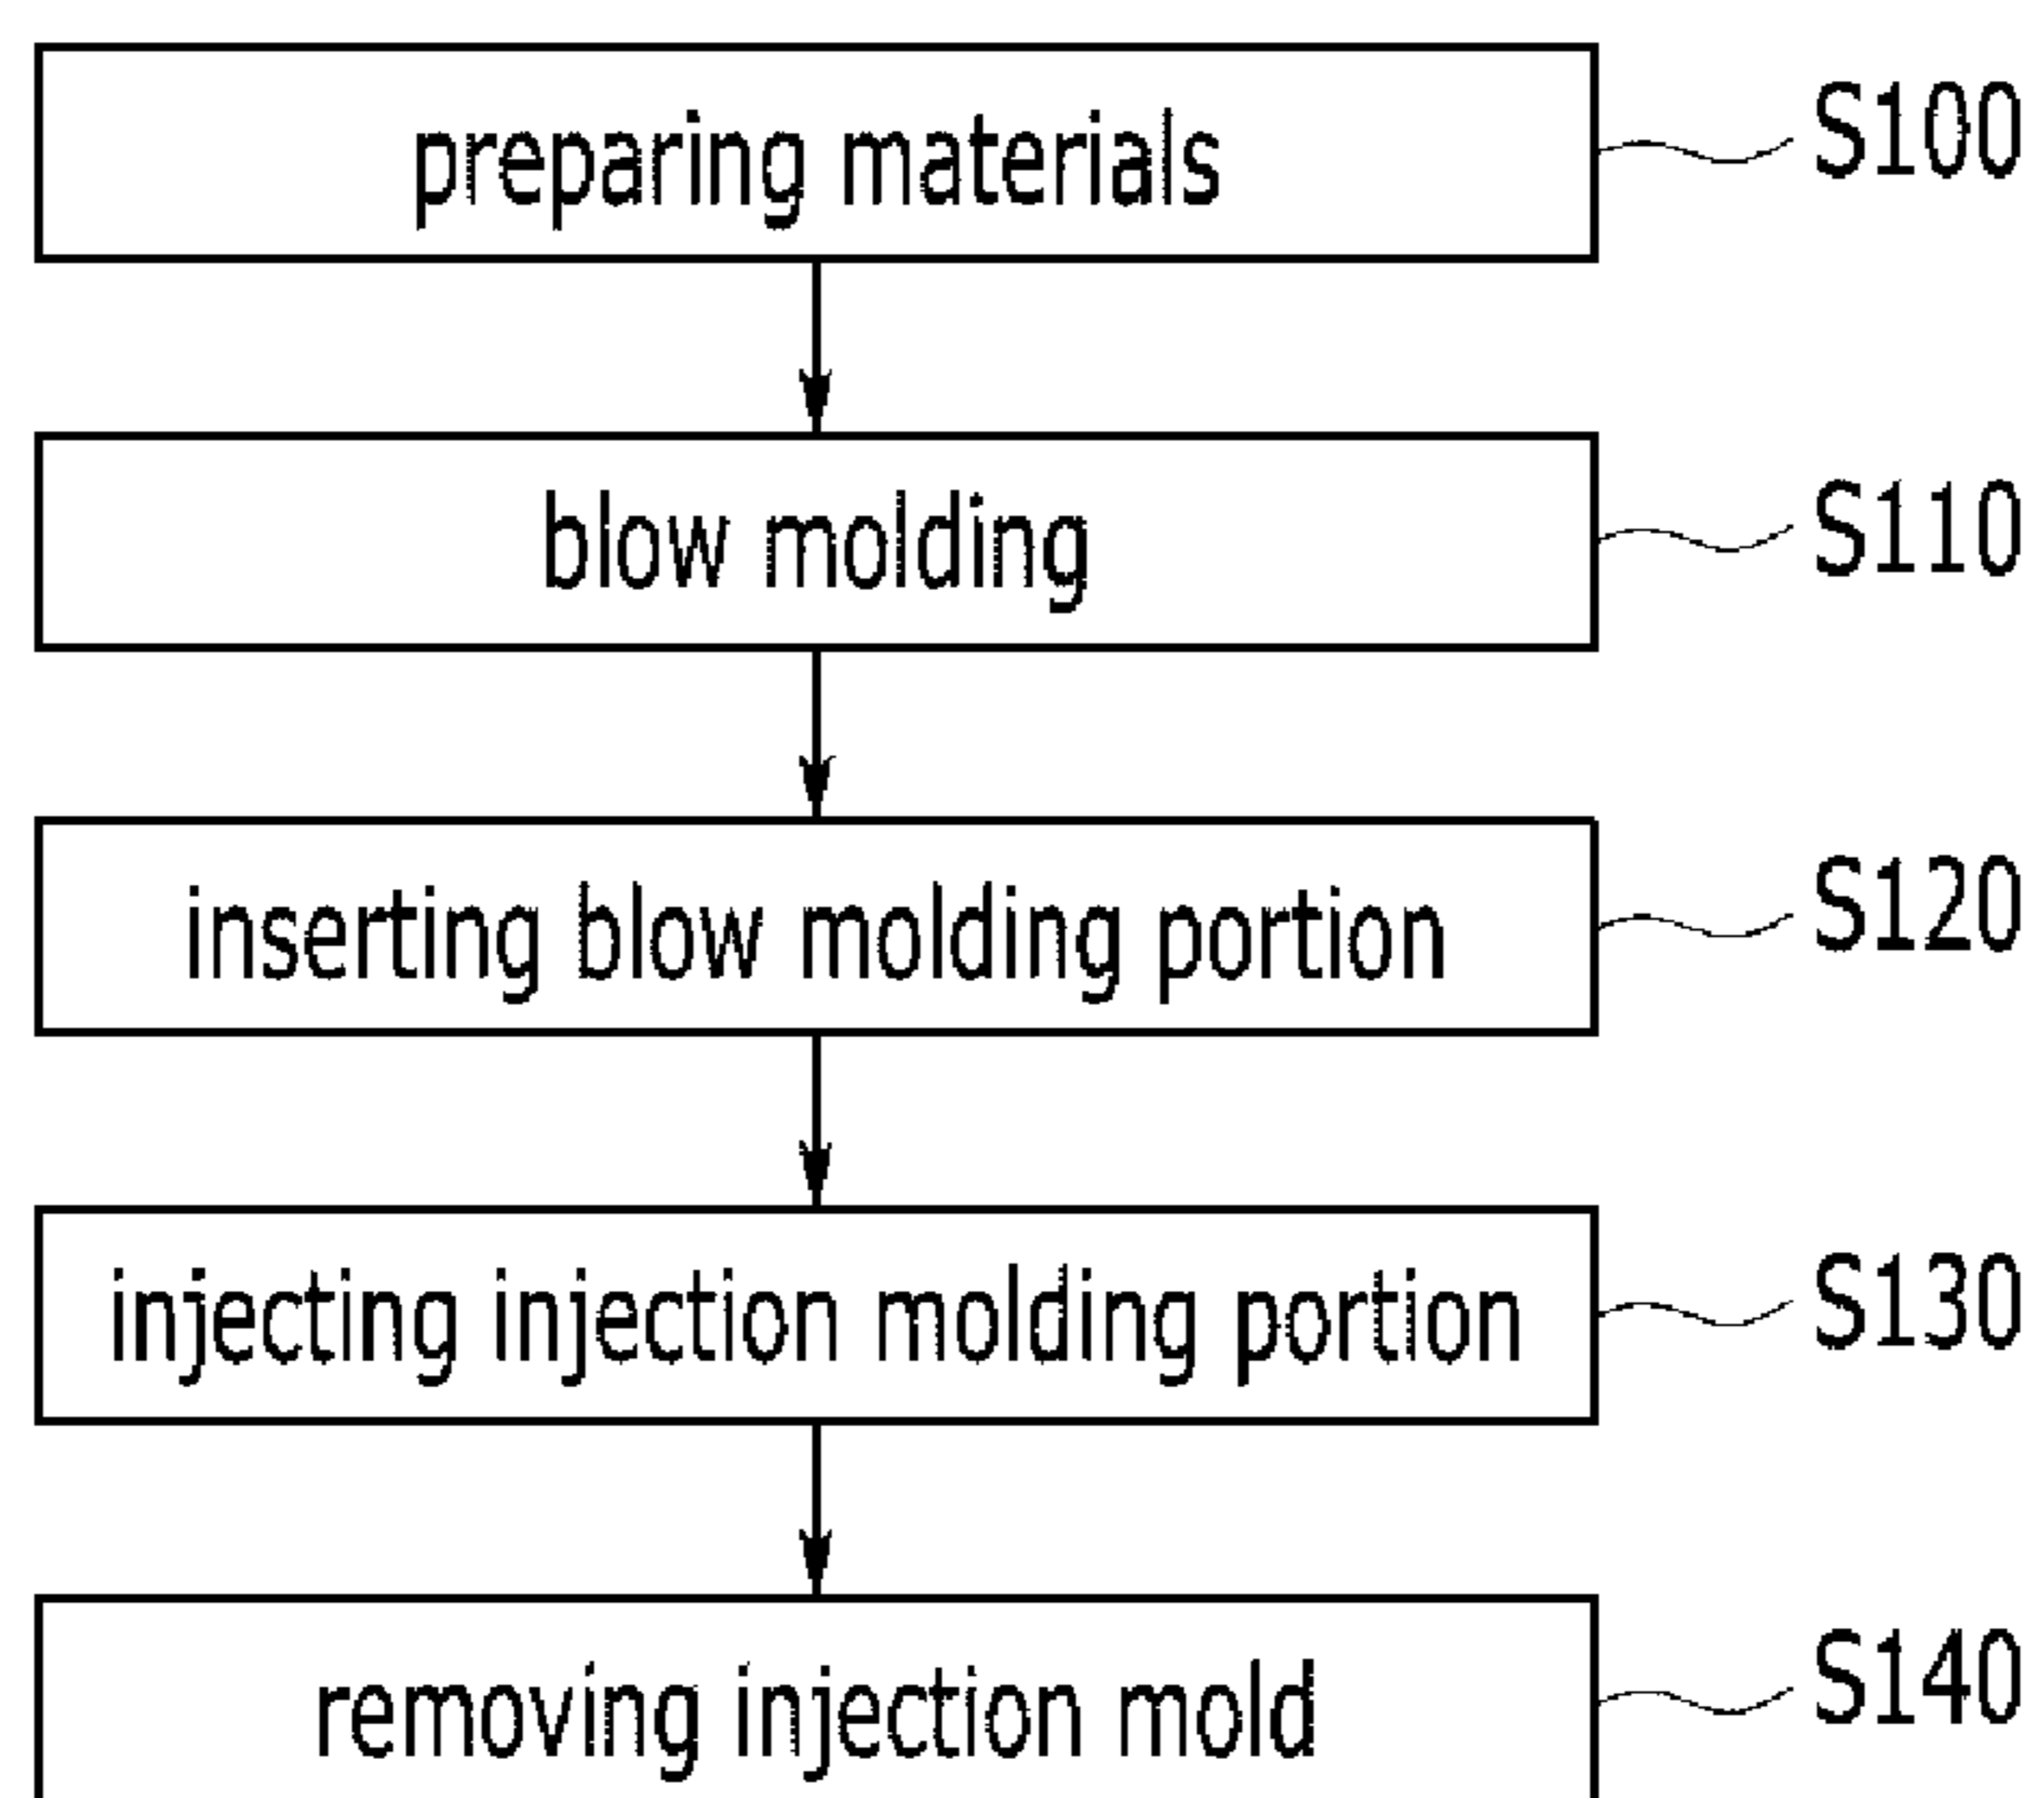 preparing materials S100
blow molding S110
inserting blow molding portion S120
injecting injection molding portion S130
removing injection mold S140